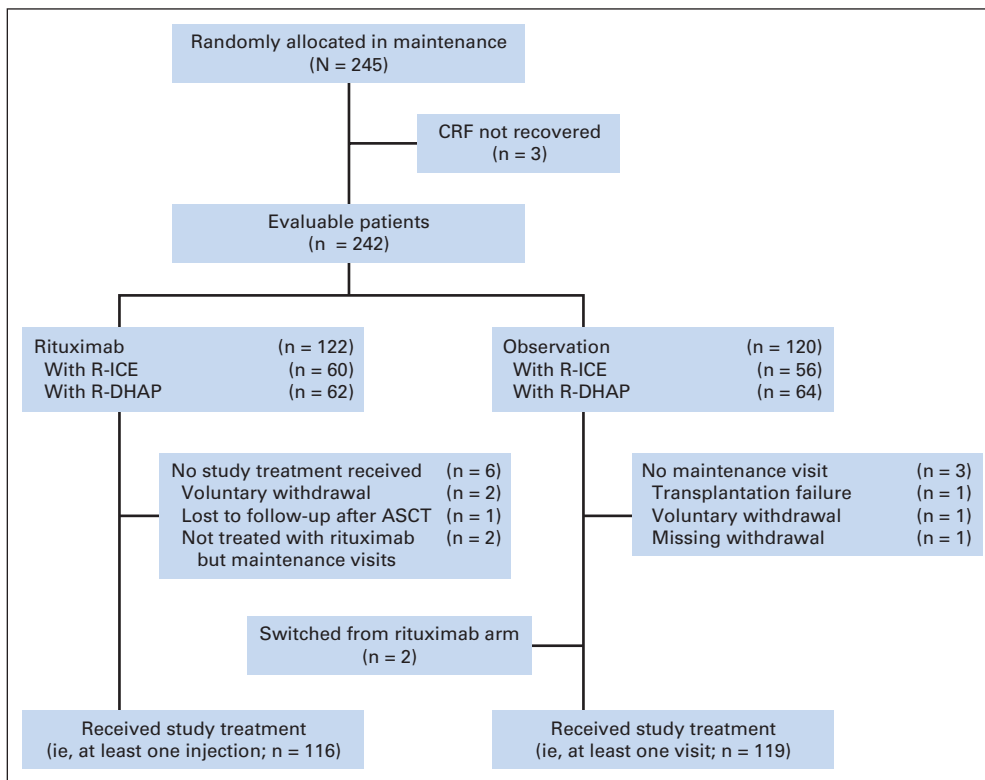 Randomly allocated in maintenance
(N = 245)
CRF not recovered
(n = 3)
Evaluable patients
(n = 242)
Rituximab (n = 122)
With R-ICE (n = 60)
With R-DHAP (n = 62)
Observation (n = 120)
With R-ICE (n = 56)
With R-DHAP (n = 64)
No study treatment received (n = 6)
Voluntary withdrawal (n = 2)
Lost to follow-up after ASCT (n = 1)
Not treated with rituximab (n = 2)
but maintenance visits
No maintenance visit (n = 3)
Transplantation failure (n = 1)
Voluntary withdrawal (n = 1)
Missing withdrawal (n = 1)
Switched from rituximab arm
(n = 2)
Received study treatment
(ie, at least one injection; n = 116)
Received study treatment
(ie, at least one visit; n = 119)